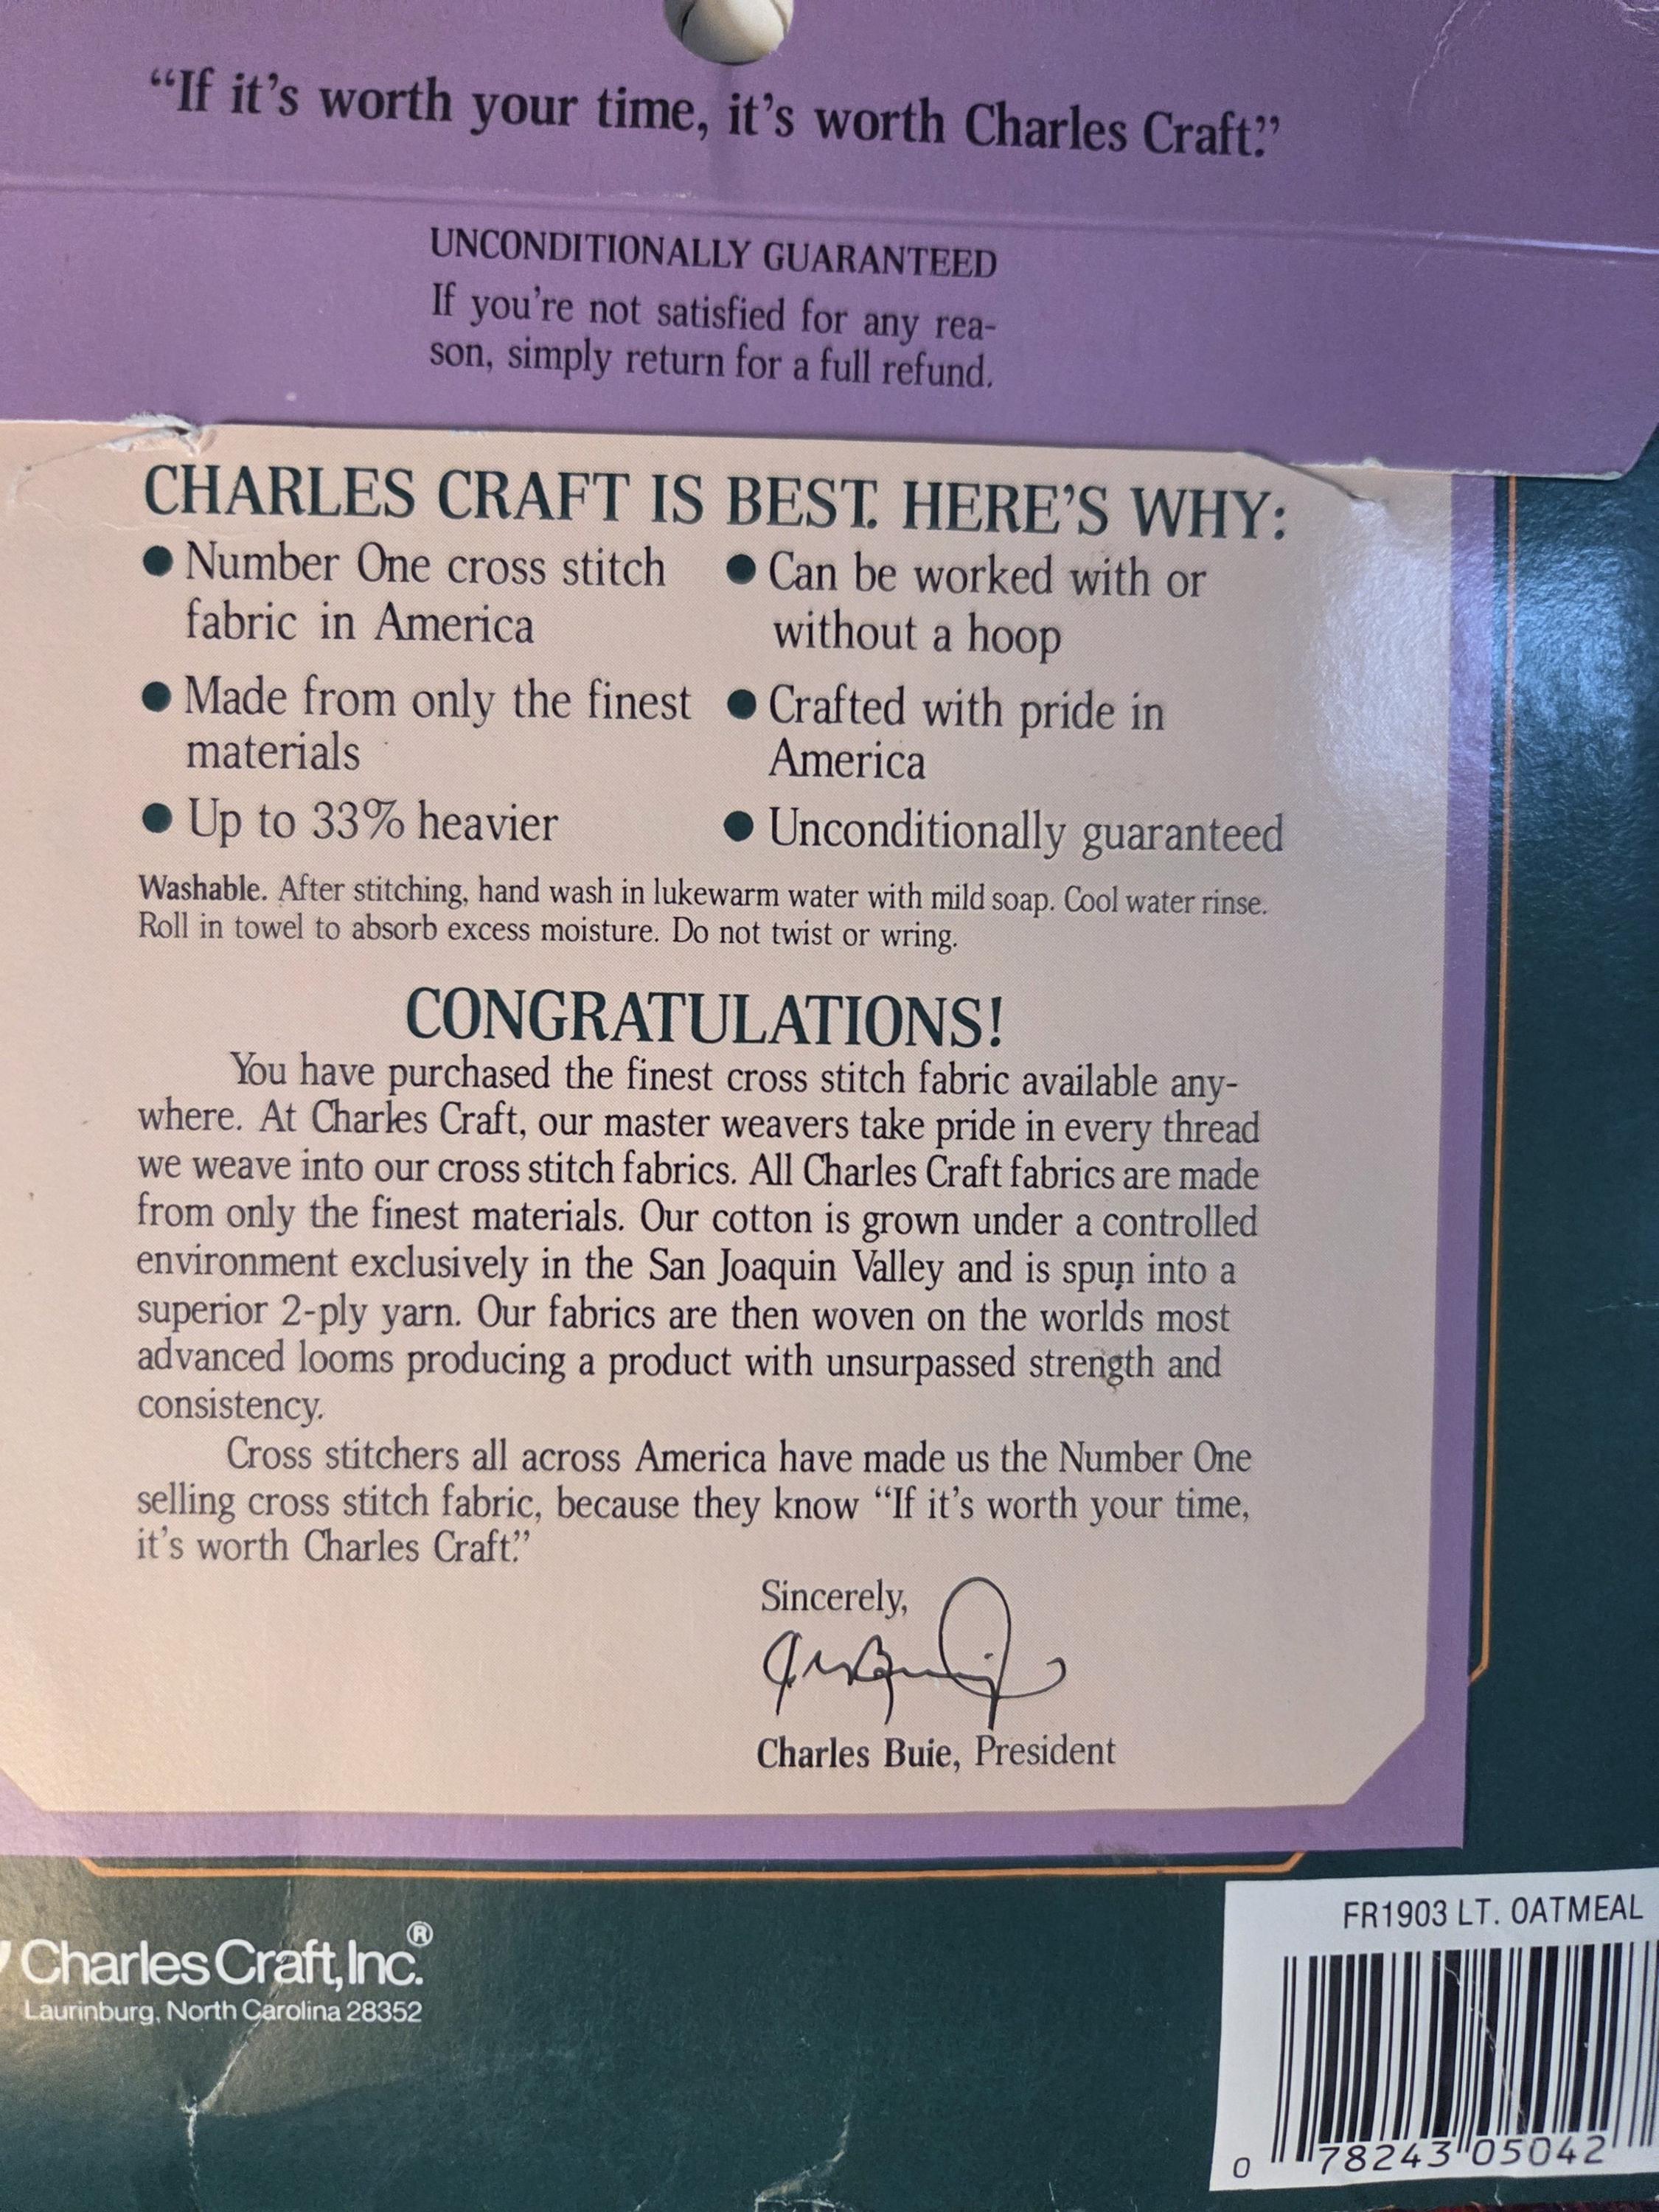 “If it’s worth your time, it’s worth Charles Craft.”
UNCONDITIONALLY GUARANTEED
If you’re not satisfied for any rea-
son, simply return for a full refund.
CHARLES CRAFT IS BEST. HERE’S WHY:
● Number One cross stitch
fabric in America
● Made from only the finest
materials
● Up to 33% heavier
● Can be worked with or
without a hoop
● Crafted with pride in
America
● Unconditionally guaranteed
Washable. After stitching, hand wash in lukewarm water with mild soap. Cool water rinse.
Roll in towel to absorb excess moisture. Do not twist or wring.
CONGRATULATIONS!
You have purchased the finest cross stitch fabric available any-
where. At Charles Craft, our master weavers take pride in every thread
we weave into our cross stitch fabrics. All Charles Craft fabrics are made
from only the finest materials. Our cotton is grown under a controlled
environment exclusively in the San Joaquin Valley and is spun into a
superior 2-ply yarn. Our fabrics are then woven on the worlds most
advanced looms producing a product with unsurpassed strength and
consistency.
Cross stitchers all across America have made us the Number One
selling cross stitch fabric, because they know “If it’s worth your time,
it’s worth Charles Craft.”
Sincerely,
Charles Buie, President
Charles Craft, Inc.®
Laurinburg, North Carolina 28352
FR1903 LT. OATMEAL
0 78243 05042